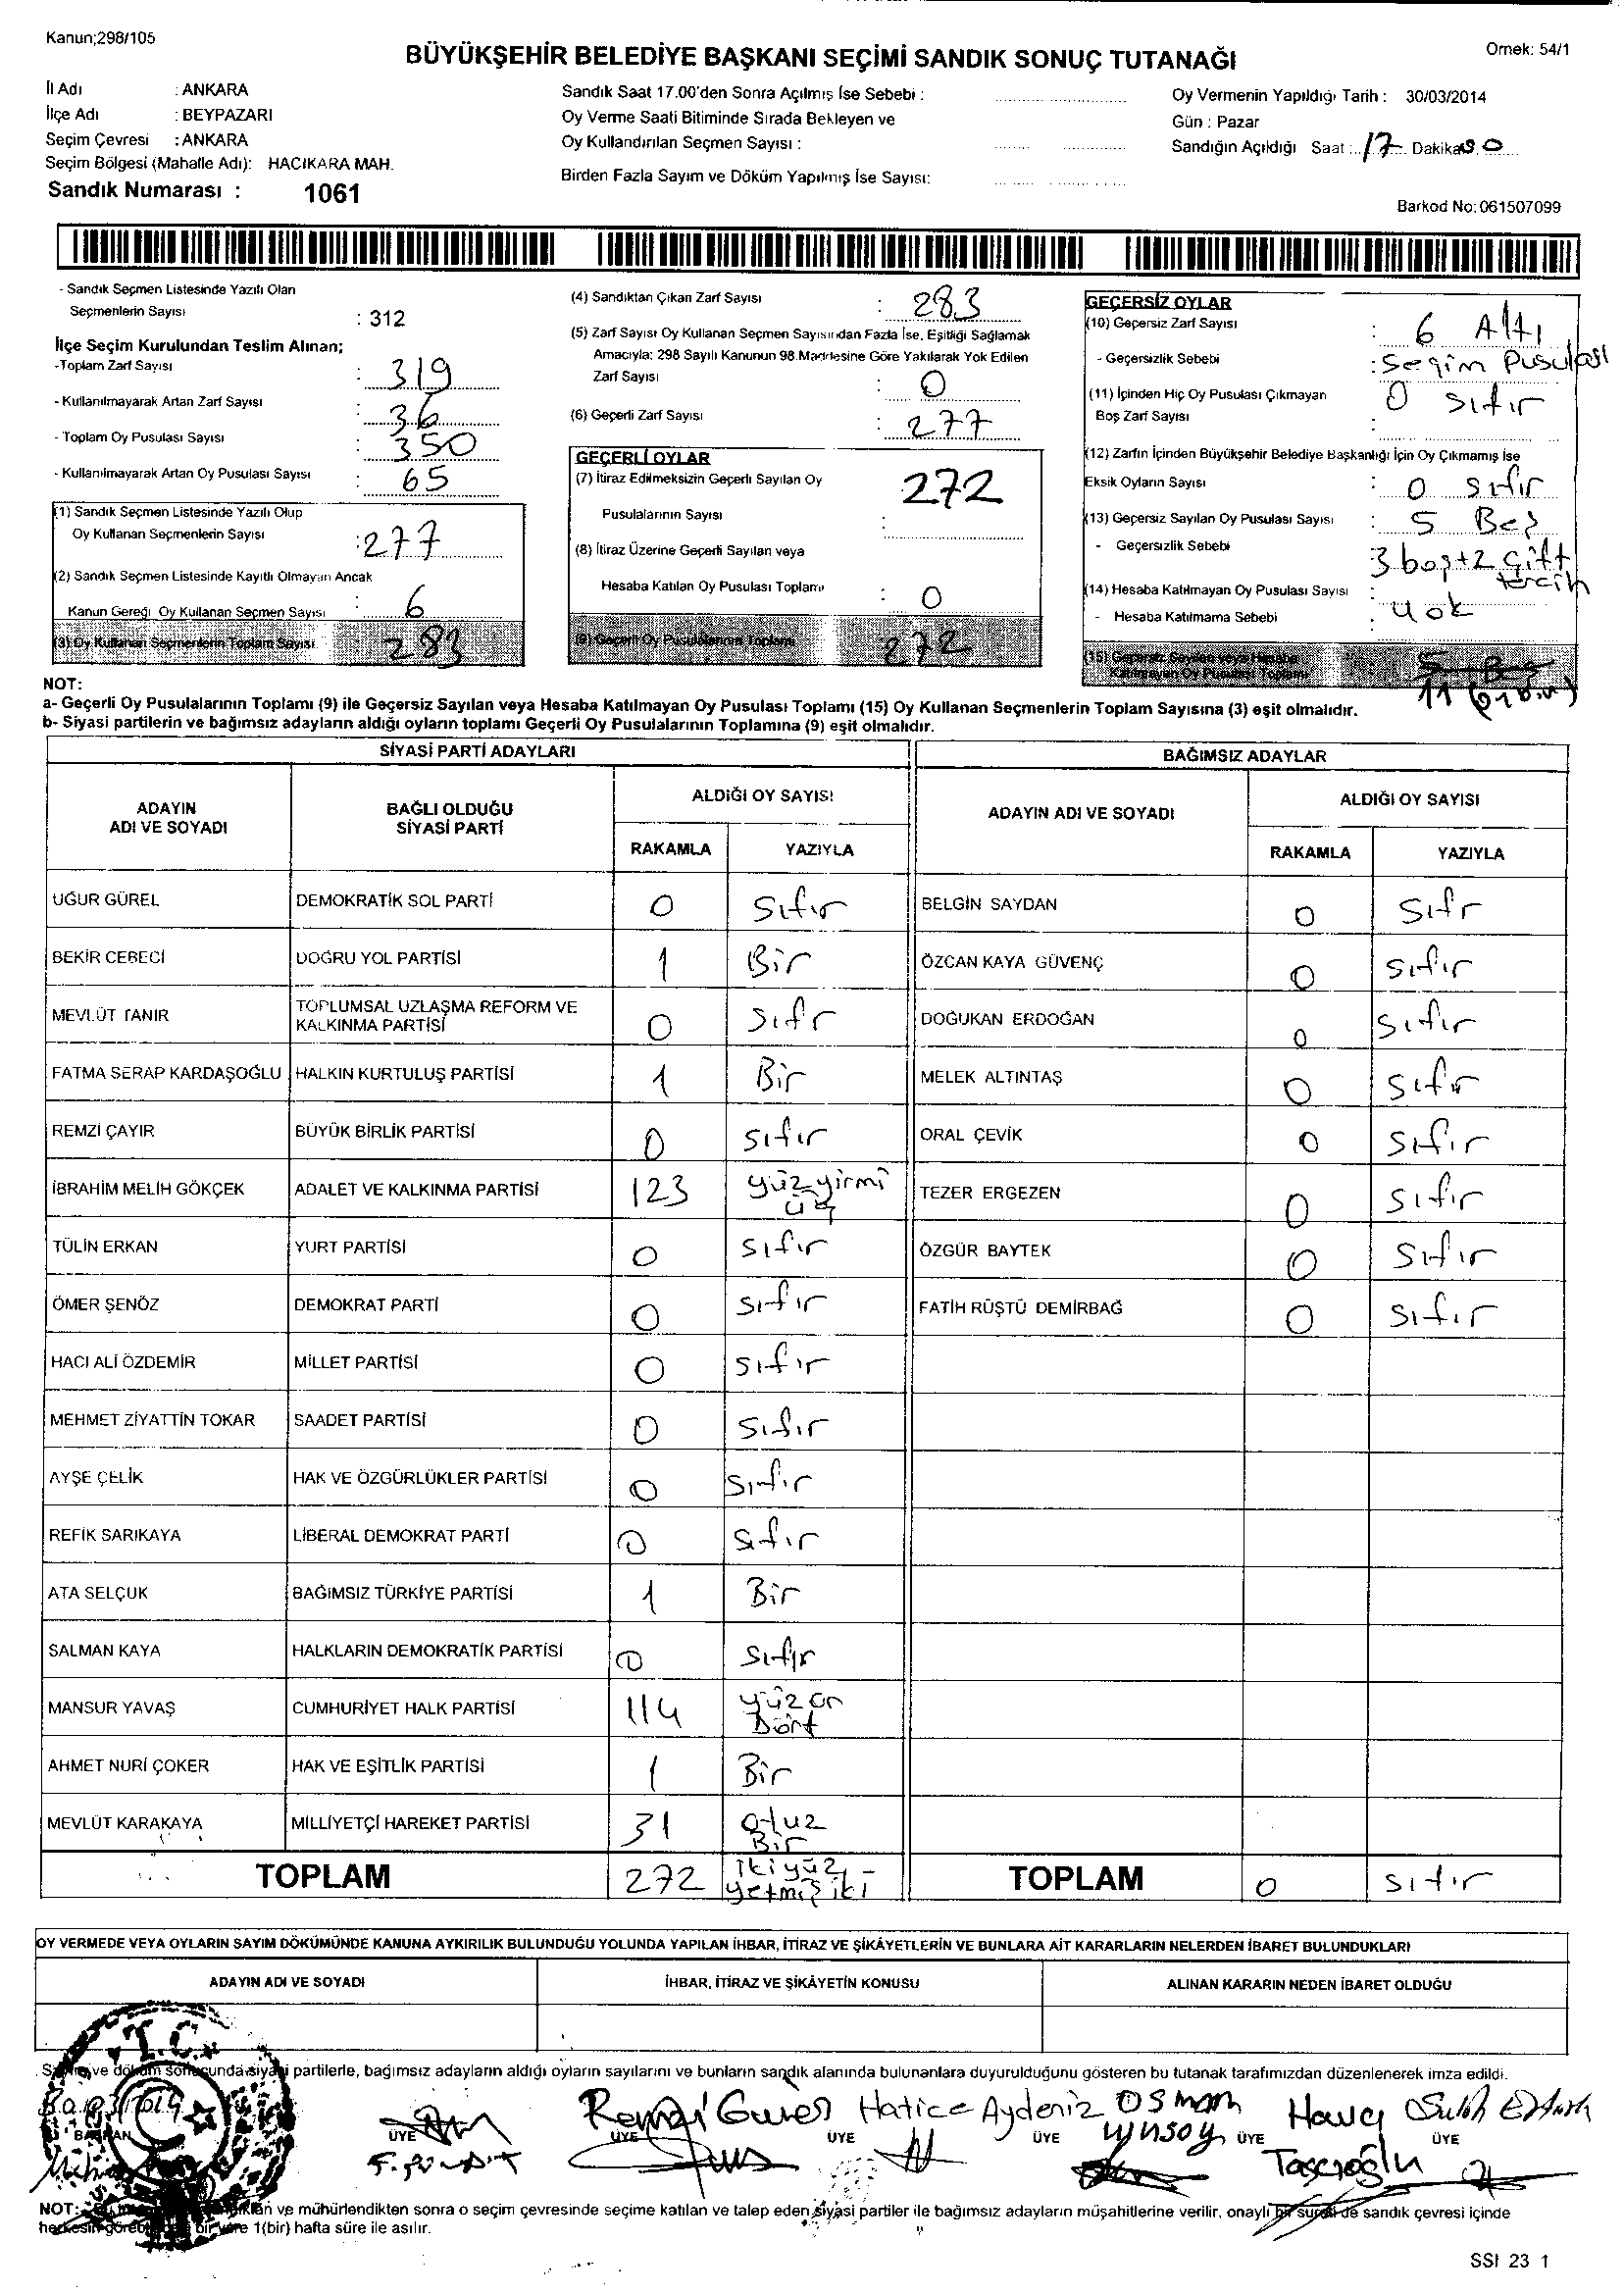 Kanun;298/105
BÜYÜKŞEHİR BELEDİYE BAŞKANI SEÇİMİ SANDIK SONUÇ TUTANAĞI
Örnek: 54/1
İl Adı : ANKARA
İlçe Adı : BEYPAZARI
Seçim Çevresi : ANKARA
Seçim Bölgesi (Mahalle Adı): HACIKARA MAH.
Sandık Numarası : 1061
Sandık Saat 17.00'den Sonra Açılmış İse Sebebi :
Oy Verme Saati Bitiminde Sırada Bekleyen ve
Oy Kullandırılan Seçmen Sayısı :
Birden Fazla Sayım ve Döküm Yapılmış İse Sayısı:
Oy Vermenin Yapıldığı Tarih : 30/03/2014
Gün : Pazar
Sandığın Açıldığı Saat : 17 Dakika
Barkod No: 061507099
- Sandık Seçmen Listesinde Yazılı Olan
Seçmenlerin Sayısı : 312
İlçe Seçim Kurulundan Teslim Alınan;
-Toplam Zarf Sayısı : 319
- Kullanılmayarak Artan Zarf Sayısı : 36
- Toplam Oy Pusulası Sayısı : 350
- Kullanılmayarak Artan Oy Pusulası Sayısı : 65
(1) Sandık Seçmen Listesinde Yazılı Olup
Oy Kullanan Seçmenlerin Sayısı : 277
(2) Sandık Seçmen Listesinde Kayıtlı Olmayan Ancak
Kanun Gereği Oy Kullanan Seçmen Sayısı : 6
(3) Oy Kullanan Seçmenlerin Toplam Sayısı 283
(4) Sandıktan Çıkan Zarf Sayısı : 283
(5) Zarf Sayısı Oy Kullanan Seçmen Sayısından Fazla İse, Eşitliği Sağlamak
Amacıyla: 298 Sayılı Kanunun 98.Maddesine Göre Yakılarak Yok Edilen
Zarf Sayısı : 0
(6) Geçerli Zarf Sayısı : 277
GEÇERLİ OYLAR
(7) İtiraz Edilmeksizin Geçerli Sayılan Oy
Pusulalarının Sayısı : 272
(8) İtiraz Üzerine Geçerli Sayılan veya
Hesaba Katılan Oy Pusulası Toplamı : 0
(9) Geçerli Oy Pusulalarının Toplamı 272
GEÇERSİZ OYLAR
(10) Geçersiz Zarf Sayısı : 6 Altı
- Geçersizlik Sebebi : Seçim Pusulası
(11) İçinden Hiç Oy Pusulası Çıkmayan
Boş Zarf Sayısı : 0 sıfır
(12) Zarfın İçinden Büyükşehir Belediye Başkanlığı İçin Oy Çıkmamış İse
Eksik Oyların Sayısı : 0 sıfır
(13) Geçersiz Sayılan Oy Pusulası Sayısı : 5 Beş
- Geçersizlik Sebebi 3 boş+2 çift tercih
(14) Hesaba Katılmayan Oy Pusulası Sayısı : yok
- Hesaba Katılmama Sebebi :
(15) Geçersiz Sayılan veya Hesaba
Katılmayan Oy Pusulası Toplamı 11 (onbir)
NOT:
a- Geçerli Oy Pusulalarının Toplamı (9) ile Geçersiz Sayılan veya Hesaba Katılmayan Oy Pusulası Toplamı (15) Oy Kullanan Seçmenlerin Toplam Sayısına (3) eşit olmalıdır.
b- Siyasi partilerin ve bağımsız adayların aldığı oyların toplamı Geçerli Oy Pusulalarının Toplamına (9) eşit olmalıdır.
SİYASİ PARTİ ADAYLARI
ADAYIN ADI VE SOYADI BAĞLI OLDUĞU SİYASİ PARTİ ALDIĞI OY SAYISI
RAKAMLA YAZIYLA
UĞUR GÜREL DEMOKRATİK SOL PARTİ 0 Sıfır
BEKİR CEBECİ DOĞRU YOL PARTİSİ 1 Bir
MEVLÜT TANIR TOPLUMSAL UZLAŞMA REFORM VE KALKINMA PARTİSİ 0 Sıfr
FATMA SERAP KARDAŞOĞLU HALKIN KURTULUŞ PARTİSİ 1 Bir
REMZİ ÇAYIR BÜYÜK BİRLİK PARTİSİ 0 sıfır
İBRAHİM MELİH GÖKÇEK ADALET VE KALKINMA PARTİSİ 123 yüzyirmi üç
TÜLİN ERKAN YURT PARTİSİ 0 sıfır
ÖMER ŞENÖZ DEMOKRAT PARTİ 0 sıfır
HACI ALİ ÖZDEMİR MİLLET PARTİSİ 0 sıfır
MEHMET ZİYATTİN TOKAR SAADET PARTİSİ 0 sıfır
AYŞE ÇELİK HAK VE ÖZGÜRLÜKLER PARTİSİ 0 sıfır
REFİK SARIKAYA LİBERAL DEMOKRAT PARTİ 0 sıfır
ATA SELÇUK BAĞIMSIZ TÜRKİYE PARTİSİ 1 Bir
SALMAN KAYA HALKLARIN DEMOKRATİK PARTİSİ 0 Sıfır
MANSUR YAVAŞ CUMHURİYET HALK PARTİSİ 114 yüzon Dört
AHMET NURİ ÇOKER HAK VE EŞİTLİK PARTİSİ 1 Bir
MEVLÜT KARAKAYA MİLLİYETÇİ HAREKET PARTİSİ 31 otuz Bir
TOPLAM 272 ikiyüz - yetmiş iki
BAĞIMSIZ ADAYLAR
ADAYIN ADI VE SOYADI ALDIĞI OY SAYISI
RAKAMLA YAZIYLA
BELGİN SAYDAN 0 Sıfr
ÖZCAN KAYA GÜVENÇ 0 sıfır
DOĞUKAN ERDOĞAN 0 Sıfır
MELEK ALTINTAŞ 0 sıfır
ORAL ÇEVİK 0 sıfır
TEZER ERGEZEN 0 sıfır
ÖZGÜR BAYTEK 0 sıfır
FATİH RÜŞTÜ DEMİRBAĞ 0 sıfır
TOPLAM 0 sıfır
OY VERMEDE VEYA OYLARIN SAYIM DÖKÜMÜNDE KANUNA AYKIRILIK BULUNDUĞU YOLUNDA YAPILAN İHBAR, İTİRAZ VE ŞİKÂYETLERİN VE BUNLARA AİT KARARLARIN NELERDEN İBARET BULUNDUKLARI
ADAYIN ADI VE SOYADI İHBAR, İTİRAZ VE ŞİKÂYETİN KONUSU ALINAN KARARIN NEDEN İBARET OLDUĞU
T.C.
Sayım ve döküm sonucunda siyasi partilerle, bağımsız adayların aldığı oyların sayılarını ve bunların sandık alanında bulunanlara duyurulduğunu gösteren bu tutanak tarafımızdan düzenlenerek imza edildi.
Remzi Hatice Aydeniz Osman Uysoy Havva Taşcıoğlu
BAŞKAN ÜYE ÜYE ÜYE ÜYE ÜYE ÜYE
NOT: ve mühürlendikten sonra o seçim çevresinde seçime katılan ve talep eden siyasi partiler ile bağımsız adayların müşahitlerine verilir, onaylı bir sureti de sandık çevresi içinde
herkesin göreb bir yere 1(bir) hafta süre ile asılır.
SSI 23 1